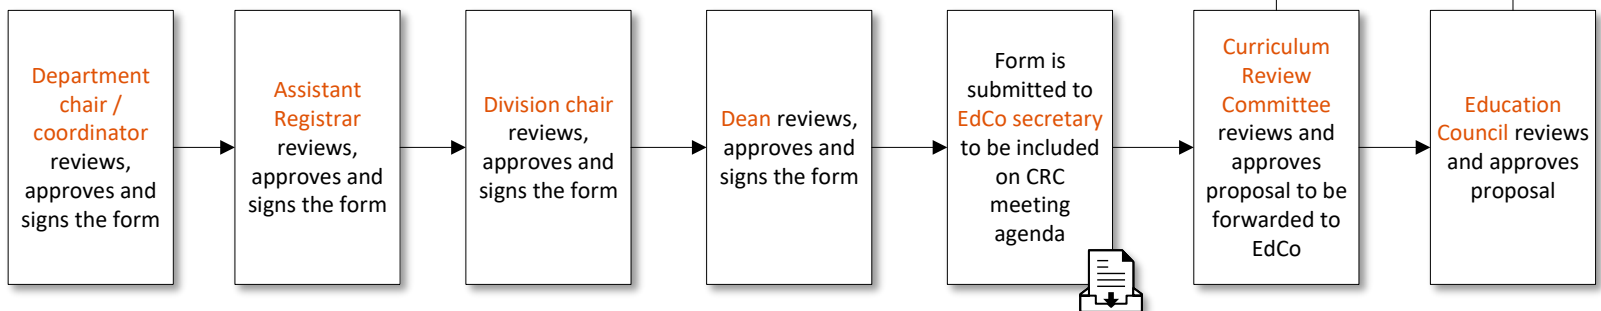 Department
chair /
coordinator
reviews,
approves and
signs the form
Assistant
Registrar
reviews,
approves and
signs the form
Division chair
reviews,
approves and
signs the form
Dean reviews,
approves and
signs the form
Form is
submitted to
EdCo secretary
to be included
on CRC
meeting
agenda
Curriculum
Review
Committee
reviews and
approves
proposal to be
forwarded to
EdCo
Education
Council reviews
and approves
proposal